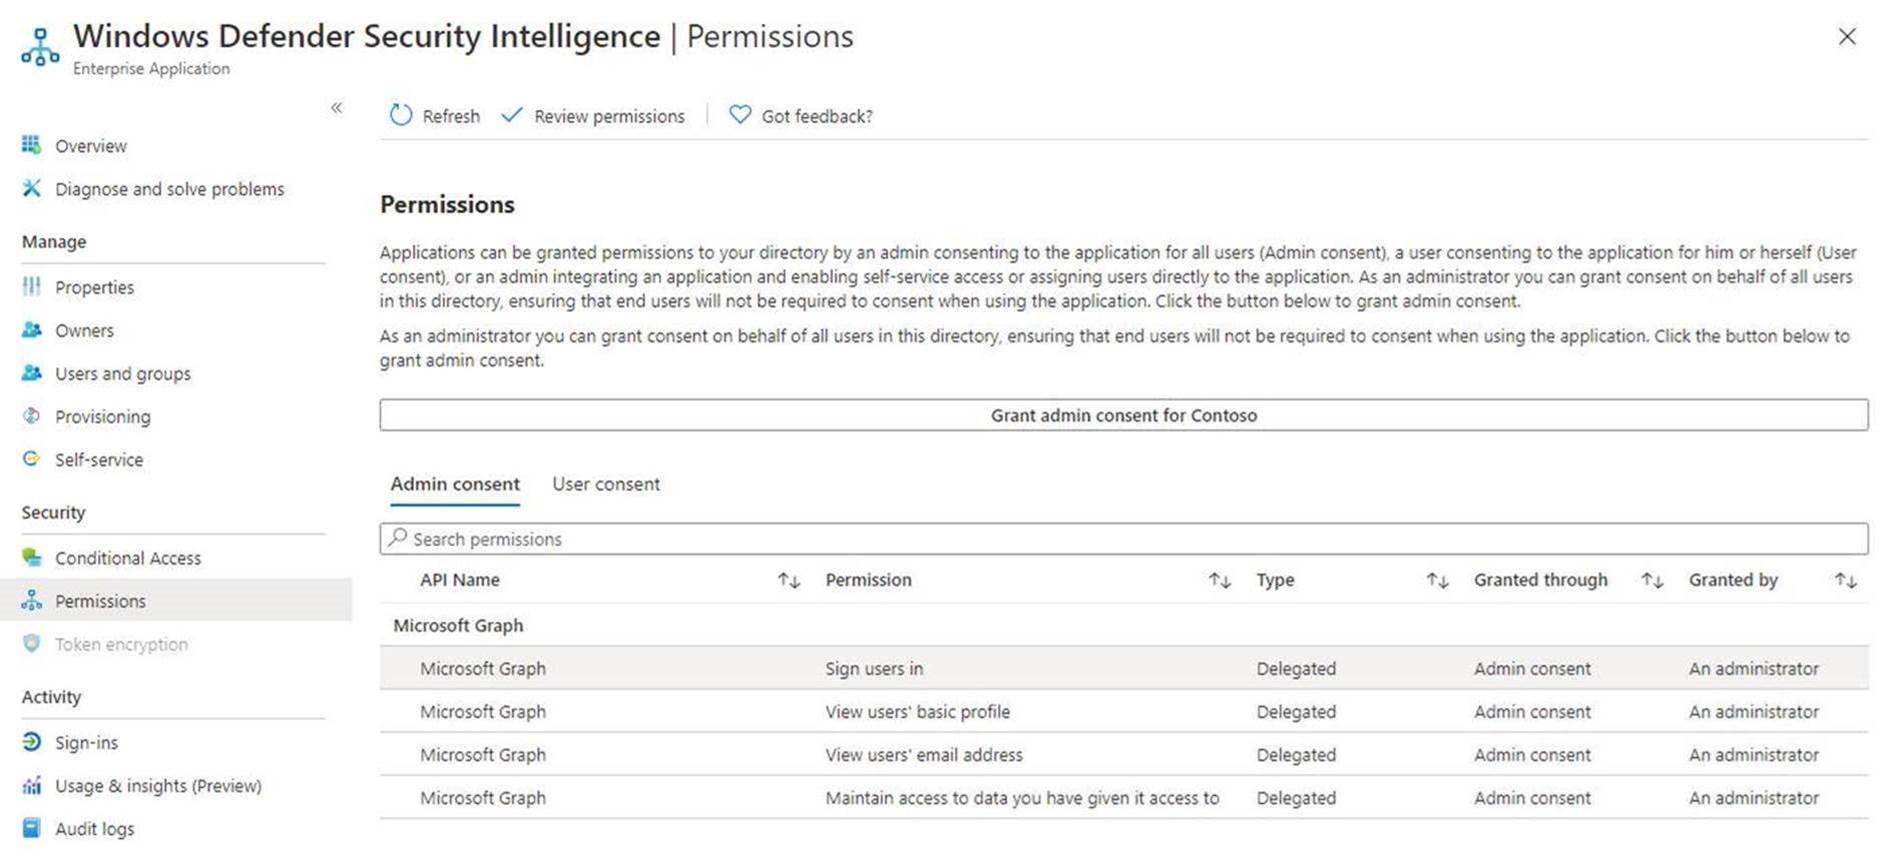 Windows Defender Security Intelligence | Permissions
Enterprise Application
«
Refresh
Review permissions
Got feedback?
Overview
Diagnose and solve problems
Manage
Properties
Owners
Users and groups
Provisioning
Self-service
Security
Conditional Access
Permissions
Token encryption
Activity
Sign-ins
Usage & insights (Preview)
Audit logs
Permissions
Applications can be granted permissions to your directory by an admin consenting to the application for all users (Admin consent), a user consenting to the application for him or herself (User
consent), or an admin integrating an application and enabling self-service access or assigning users directly to the application. As an administrator you can grant consent on behalf of all users
in this directory, ensuring that end users will not be required to consent when using the application. Click the button below to grant admin consent.
As an administrator you can grant consent on behalf of all users in this directory, ensuring that end users will not be required to consent when using the application. Click the button below to
grant admin consent.
Grant admin consent for Contoso
Admin consent User consent
Search permissions
API Name Permission Type Granted through Granted by
Microsoft Graph
Microsoft Graph Sign users in Delegated Admin consent An administrator
Microsoft Graph View users' basic profile Delegated Admin consent An administrator
Microsoft Graph View users' email address Delegated Admin consent An administrator
Microsoft Graph Maintain access to data you have given it access to Delegated Admin consent An administrator